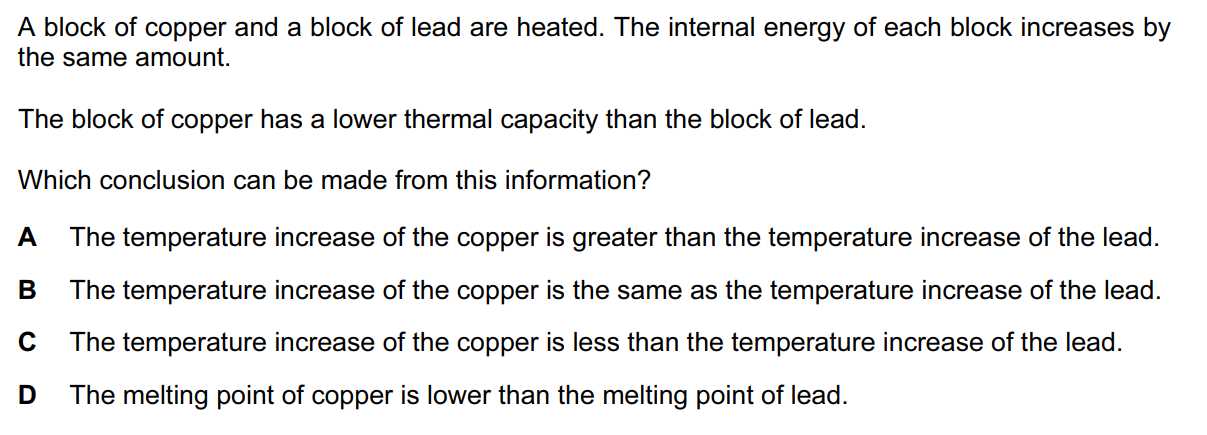 A block of copper and a block of lead are heated. The internal energy of each block increases by
the same amount.
The block of copper has a lower thermal capacity than the block of lead.
Which conclusion can be made from this information?
A The temperature increase of the copper is greater than the temperature increase of the lead.
B The temperature increase of the copper is the same as the temperature increase of the lead.
C The temperature increase of the copper is less than the temperature increase of the lead.
D The melting point of copper is lower than the melting point of lead.